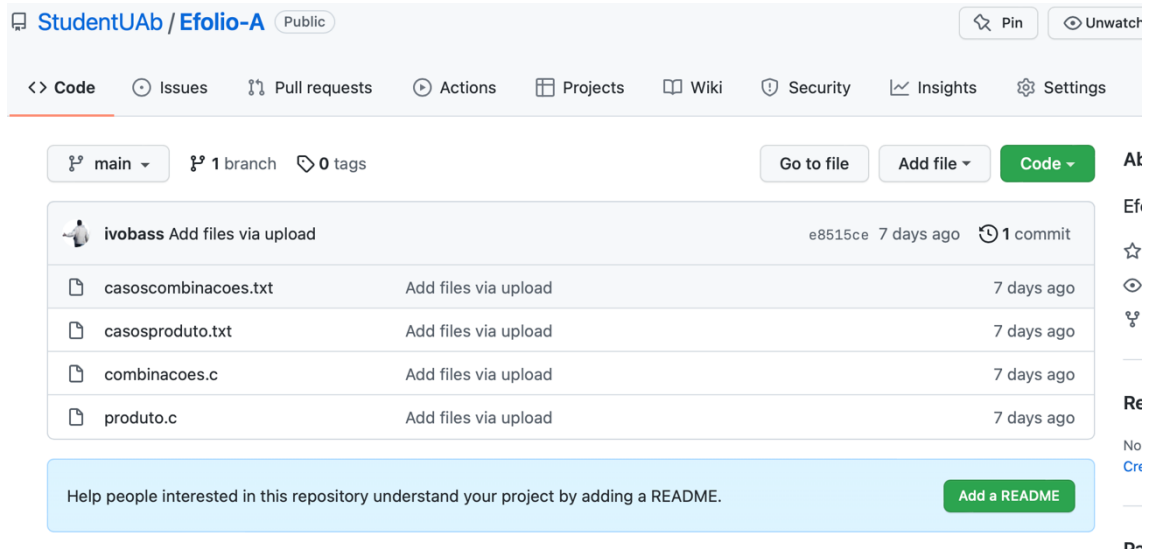 StudentUAb / Efolio-A Public
Pin
Unwatch
Code
Issues
Pull requests
Actions
Projects
Wiki
Security
Insights
Settings
main
1 branch
0 tags
Go to file
Add file
Code
ivobass Add files via upload
e8515ce 7 days ago
1 commit
casoscombinacoes.txt Add files via upload 7 days ago
casosproduto.txt Add files via upload 7 days ago
combinacoes.c Add files via upload 7 days ago
produto.c Add files via upload 7 days ago
Help people interested in this repository understand your project by adding a README.
Add a README
No